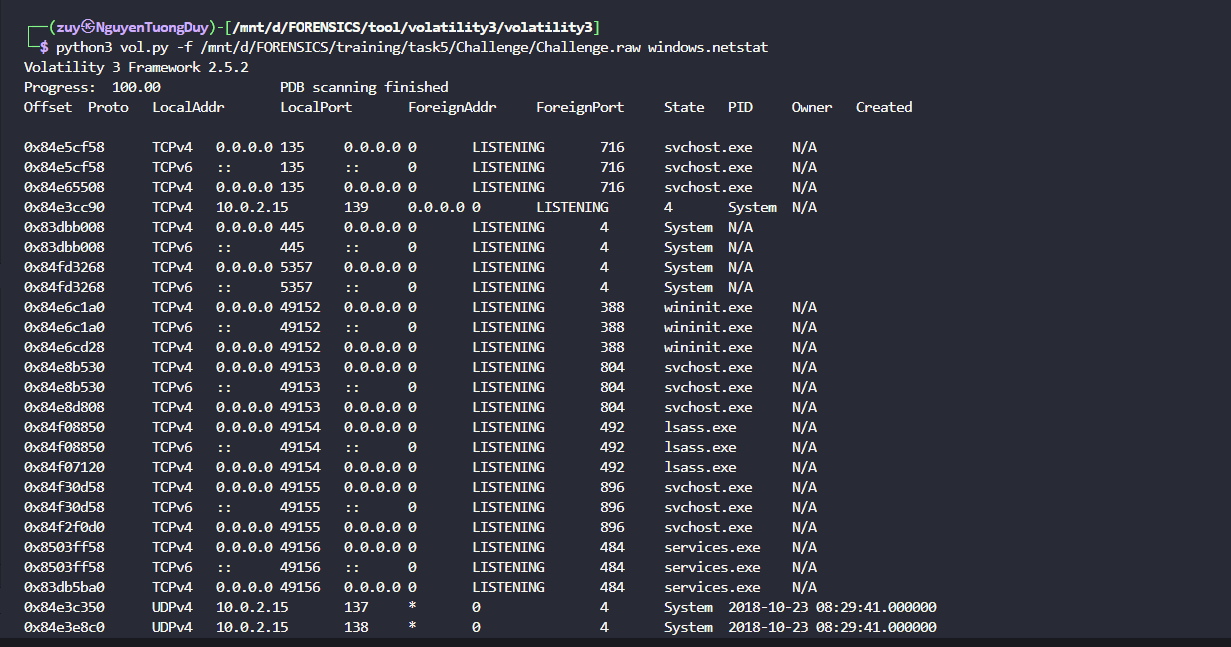 ┌──(zuy㉿NguyenTuongDuy)-[/mnt/d/FORENSICS/tool/volatility3/volatility3]
└─$ python3 vol.py -f /mnt/d/FORENSICS/training/task5/Challenge/Challenge.raw windows.netstat
Volatility 3 Framework 2.5.2
Progress:  100.00               PDB scanning finished
Offset  Proto   LocalAddr       LocalPort       ForeignAddr     ForeignPort     State   PID     Owner   Created
0x84e5cf58      TCPv4   0.0.0.0 135     0.0.0.0 0       LISTENING       716     svchost.exe     N/A
0x84e5cf58      TCPv6   ::      135     ::      0       LISTENING       716     svchost.exe     N/A
0x84e65508      TCPv4   0.0.0.0 135     0.0.0.0 0       LISTENING       716     svchost.exe     N/A
0x84e3cc90      TCPv4   10.0.2.15       139     0.0.0.0 0       LISTENING       4       System  N/A
0x83dbb008      TCPv4   0.0.0.0 445     0.0.0.0 0       LISTENING       4       System  N/A
0x83dbb008      TCPv6   ::      445     ::      0       LISTENING       4       System  N/A
0x84fd3268      TCPv4   0.0.0.0 5357    0.0.0.0 0       LISTENING       4       System  N/A
0x84fd3268      TCPv6   ::      5357    ::      0       LISTENING       4       System  N/A
0x84e6c1a0      TCPv4   0.0.0.0 49152   0.0.0.0 0       LISTENING       388     wininit.exe     N/A
0x84e6c1a0      TCPv6   ::      49152   ::      0       LISTENING       388     wininit.exe     N/A
0x84e6cd28      TCPv4   0.0.0.0 49152   0.0.0.0 0       LISTENING       388     wininit.exe     N/A
0x84e8b530      TCPv4   0.0.0.0 49153   0.0.0.0 0       LISTENING       804     svchost.exe     N/A
0x84e8b530      TCPv6   ::      49153   ::      0       LISTENING       804     svchost.exe     N/A
0x84e8d808      TCPv4   0.0.0.0 49153   0.0.0.0 0       LISTENING       804     svchost.exe     N/A
0x84f08850      TCPv4   0.0.0.0 49154   0.0.0.0 0       LISTENING       492     lsass.exe       N/A
0x84f08850      TCPv6   ::      49154   ::      0       LISTENING       492     lsass.exe       N/A
0x84f07120      TCPv4   0.0.0.0 49154   0.0.0.0 0       LISTENING       492     lsass.exe       N/A
0x84f30d58      TCPv4   0.0.0.0 49155   0.0.0.0 0       LISTENING       896     svchost.exe     N/A
0x84f30d58      TCPv6   ::      49155   ::      0       LISTENING       896     svchost.exe     N/A
0x84f2f0d0      TCPv4   0.0.0.0 49155   0.0.0.0 0       LISTENING       896     svchost.exe     N/A
0x8503ff58      TCPv4   0.0.0.0 49156   0.0.0.0 0       LISTENING       484     services.exe    N/A
0x8503ff58      TCPv6   ::      49156   ::      0       LISTENING       484     services.exe    N/A
0x83db5ba0      TCPv4   0.0.0.0 49156   0.0.0.0 0       LISTENING       484     services.exe    N/A
0x84e3c350      UDPv4   10.0.2.15       137     *       0               4       System  2018-10-23 08:29:41.000000
0x84e3e8c0      UDPv4   10.0.2.15       138     *       0               4       System  2018-10-23 08:29:41.000000